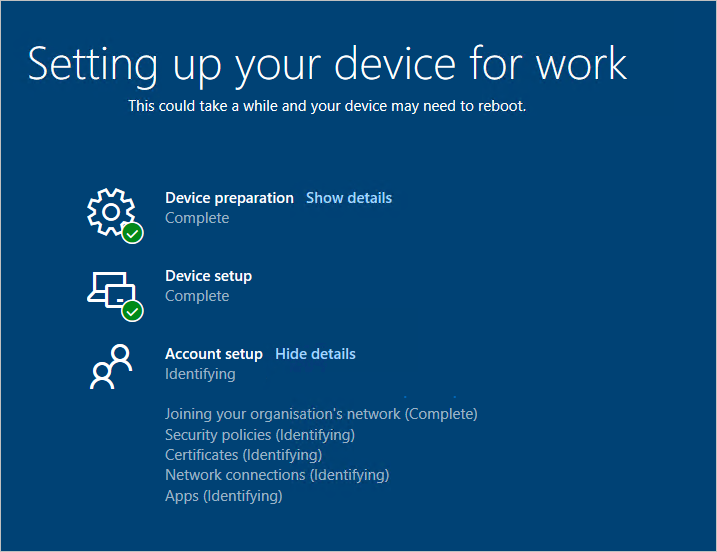 Setting up your device for work
This could take a while and your device may need to reboot.
Device preparation Show details
Complete
Device setup
Complete
Account setup Hide details
Identifying
Joining your organisation's network (Complete)
Security policies (Identifying)
Certificates (Identifying)
Network connections (Identifying)
Apps (Identifying)